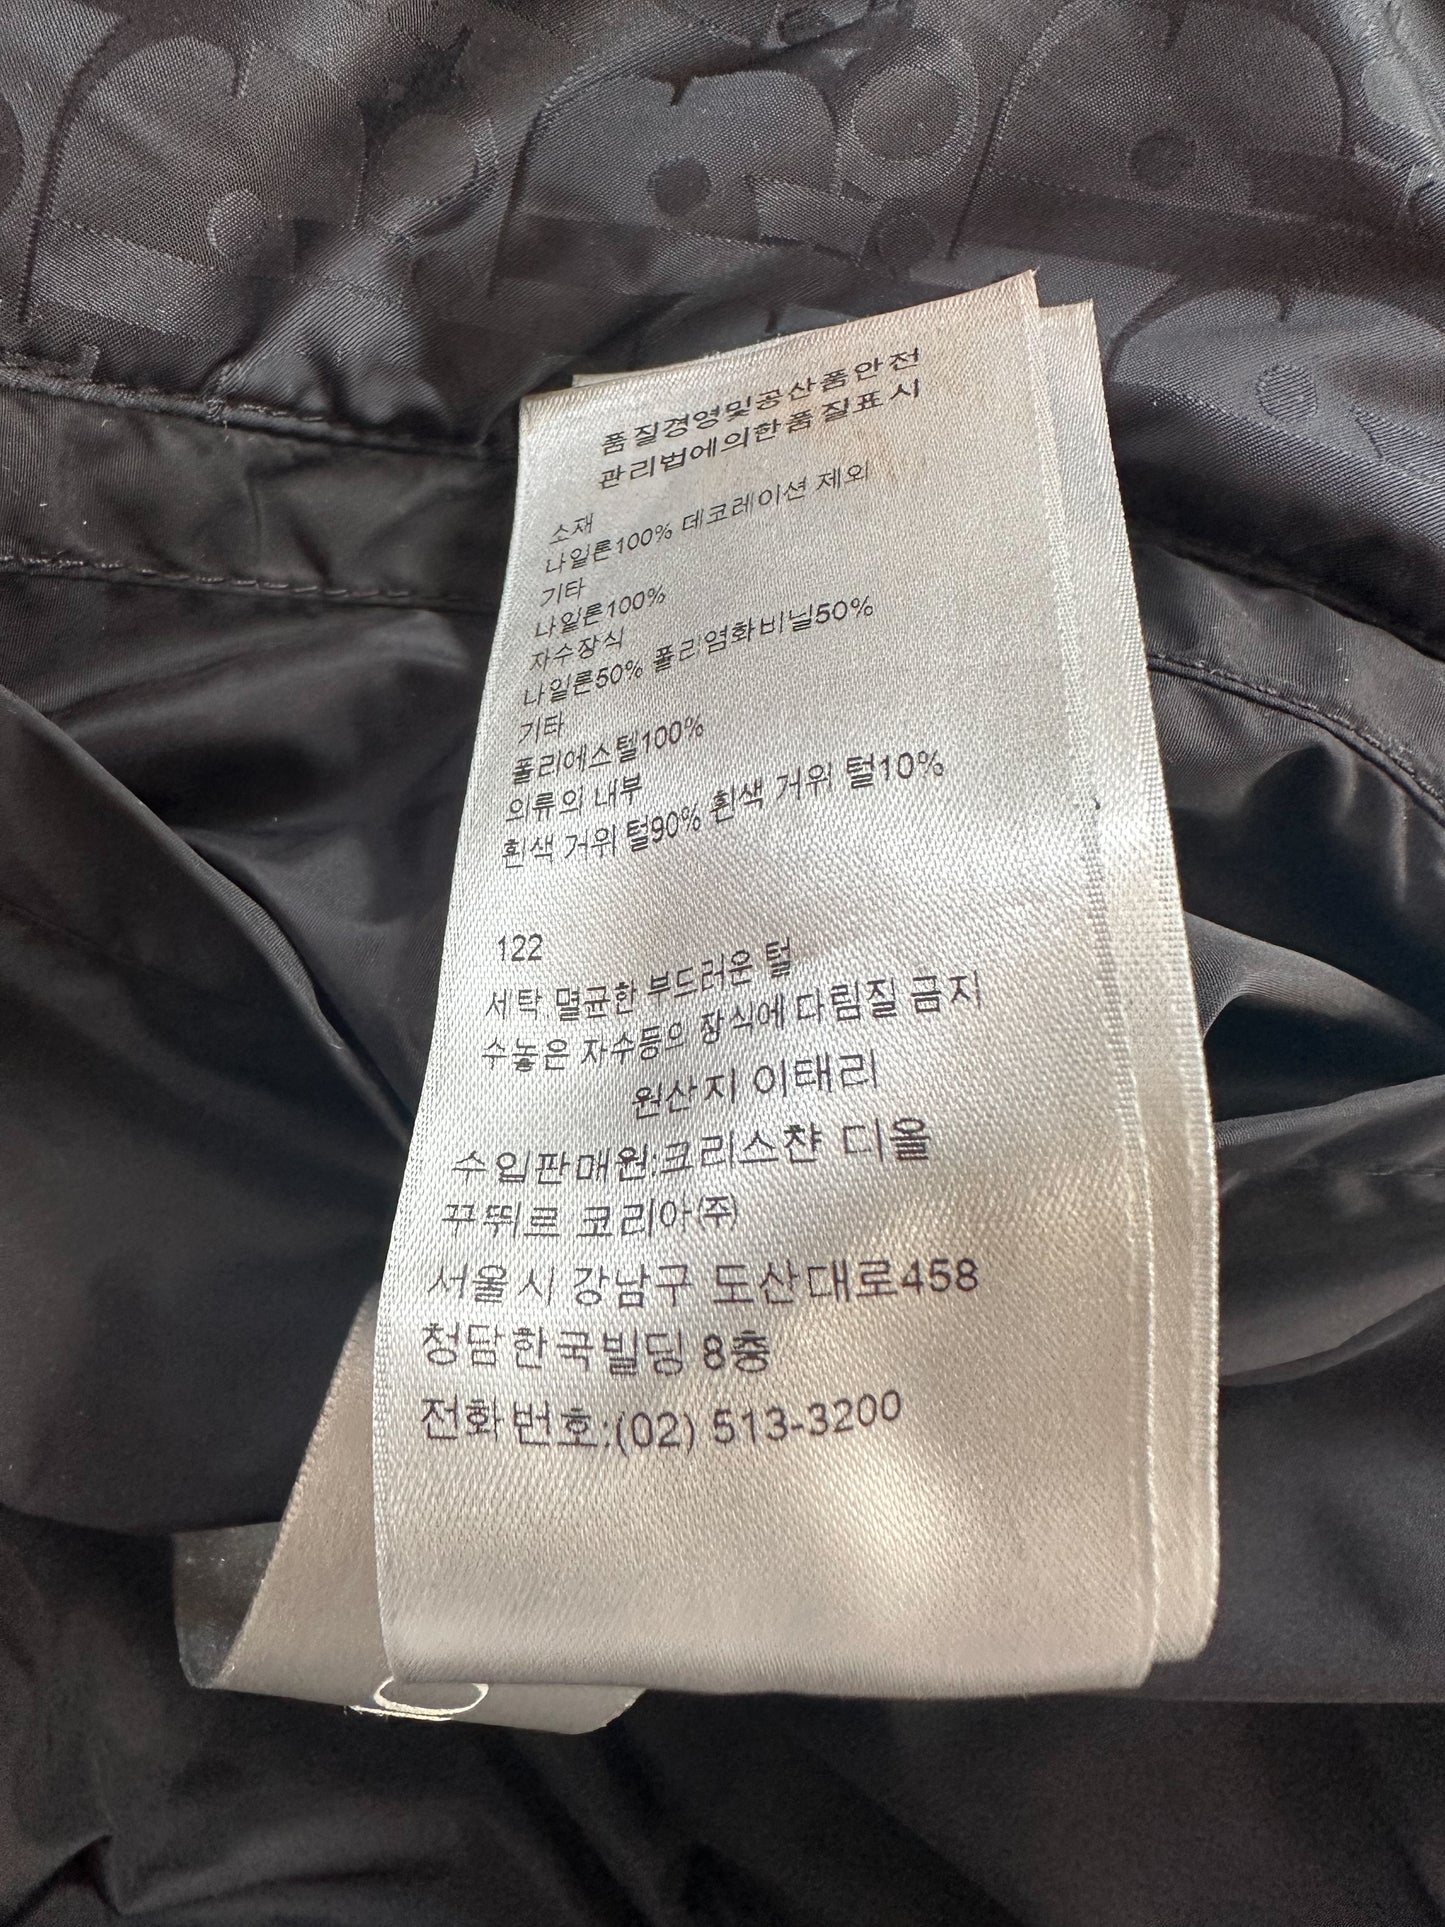 품질경영및공산품안전
관리법에의한품질표시
소재
나일론100% 데코레이션 제외
기타
나일론100%
자수장식
나일론50% 폴리염화비닐50%
기타
폴리에스텔100%
의류의 내부
흰색 거위 털90% 흰색 거위 털10%
122
세탁, 멸균한 부드러운 털
수놓은 자수등의 장식에 다림질 금지
원산지 이태리
수입판매원:크리스챤 디올
꾸뛰르 코리아(주)
서울시 강남구 도산대로458
청담한국빌딩 8층
전화번호:(02) 513-3200